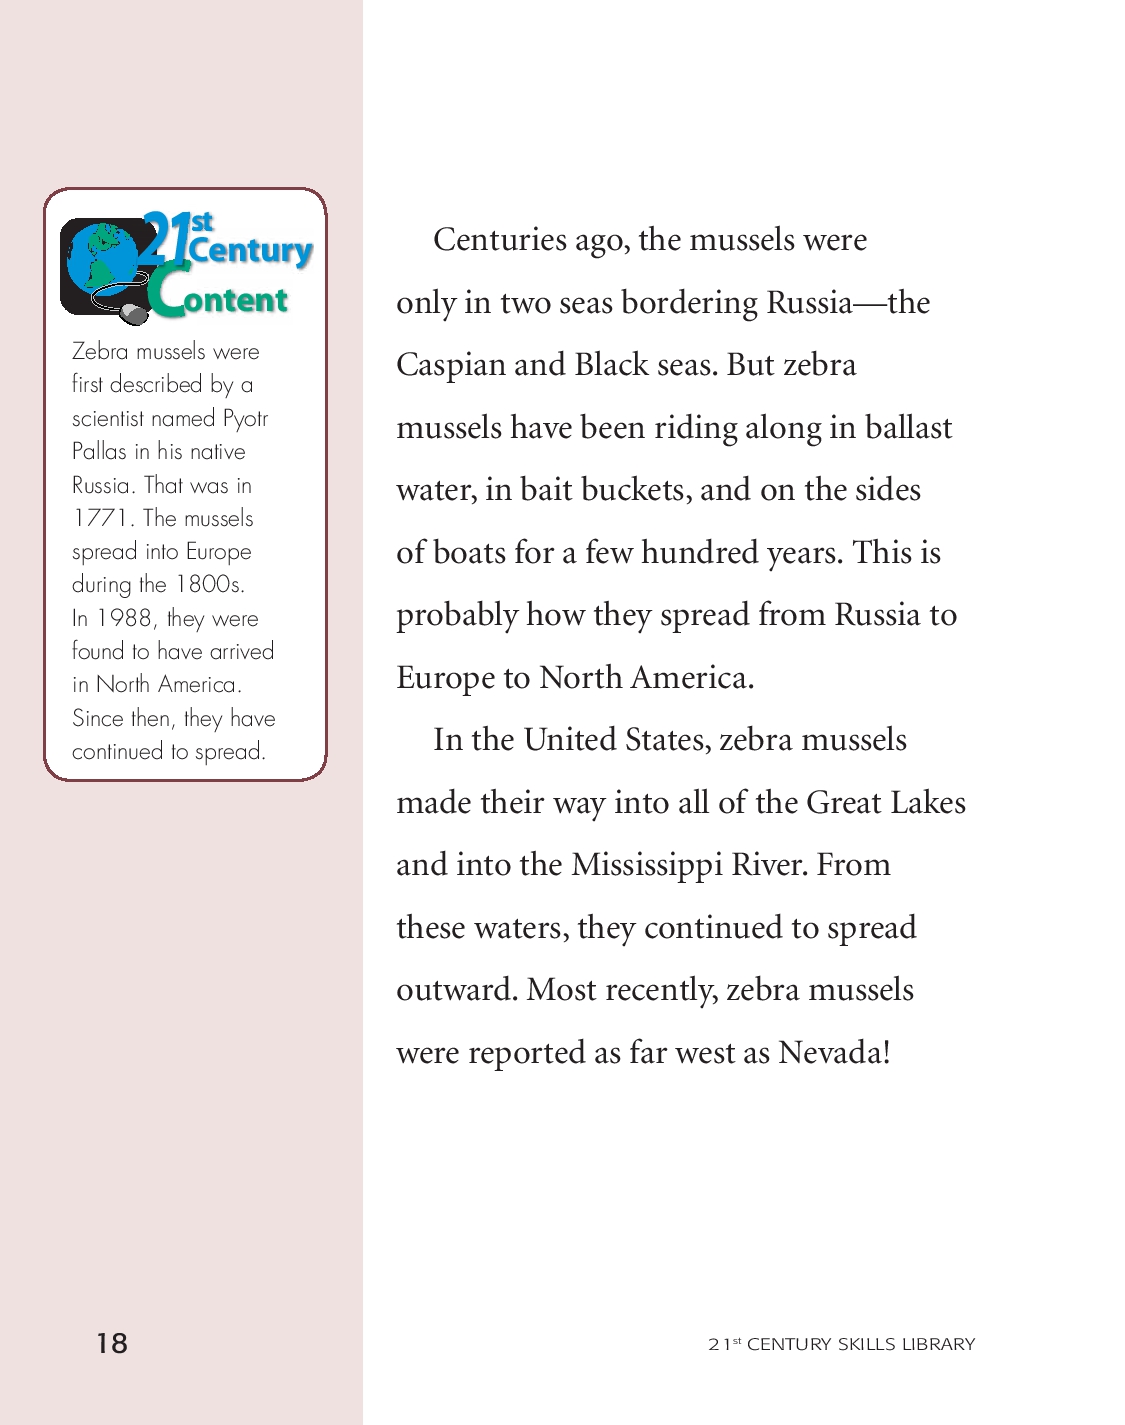 21st
Century
Content
Zebra mussels were
first described by a
scientist named Pyotr
Pallas in his native
Russia. That was in
1771. The mussels
spread into Europe
during the 1800s.
In 1988, they were
found to have arrived
in North America.
Since then, they have
continued to spread.
Centuries ago, the mussels were
only in two seas bordering Russia—the
Caspian and Black seas. But zebra
mussels have been riding along in ballast
water, in bait buckets, and on the sides
of boats for a few hundred years. This is
probably how they spread from Russia to
Europe to North America.
In the United States, zebra mussels
made their way into all of the Great Lakes
and into the Mississippi River. From
these waters, they continued to spread
outward. Most recently, zebra mussels
were reported as far west as Nevada!
18
21st CENTURY SKILLS LIBRARY